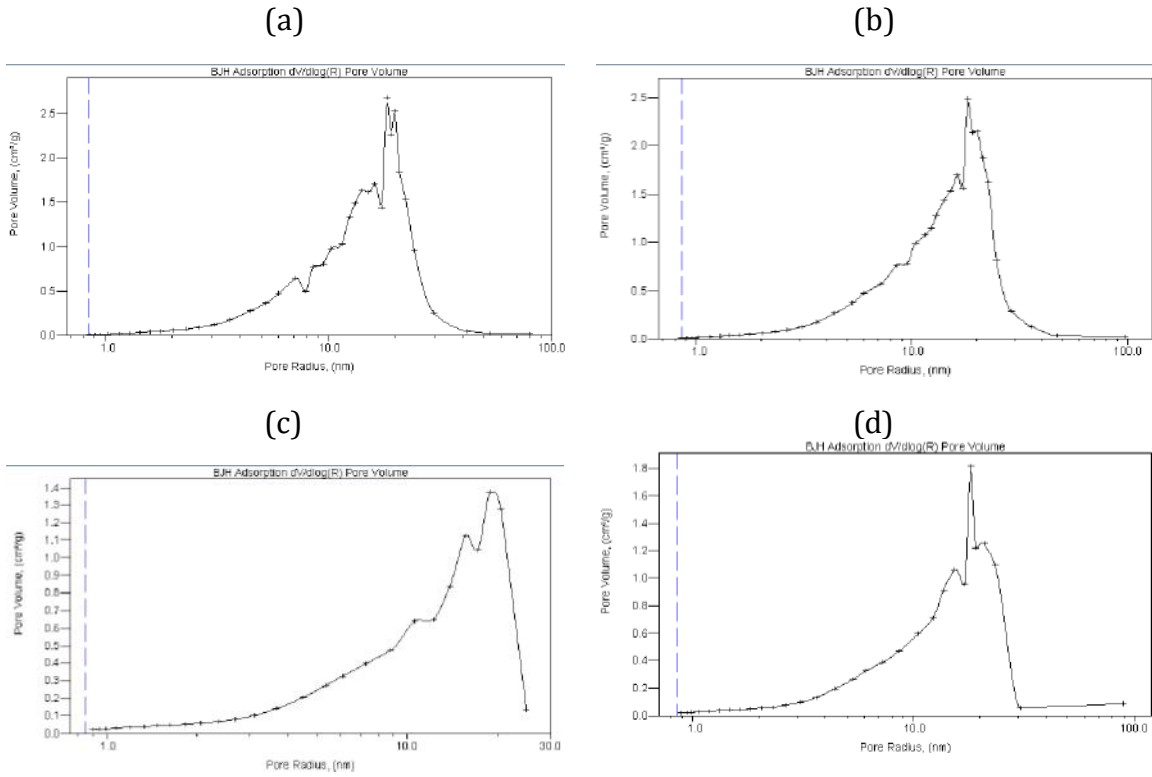 (a)
BJH Adsorption dV/dlog(R) Pore Volume
Pore Volume, (cm³/g)
2.5
2.0
1.5
1.0
0.5
0.0
1.0 10.0 100.0
Pore Radius, (nm)
(b)
BJH Adsorption dV/dlog(R) Pore Volume
Pore Volume, (cm³/g)
2.5
2.0
1.5
1.0
0.5
0.0
1.0 10.0 100.0
Pore Radius, (nm)
(c)
BJH Adsorption dV/dlog(R) Pore Volume
Pore Volume, (cm³/g)
1.4
1.3
1.2
1.1
1.0
0.9
0.8
0.7
0.6
0.5
0.4
0.3
0.2
0.1
0.0
1.0 10.0 30.0
Pore Radius, (nm)
(d)
BJH Adsorption dV/dlog(R) Pore Volume
Pore Volume, (cm³/g)
1.8
1.6
1.4
1.2
1.0
0.8
0.6
0.4
0.2
0.0
1.0 10.0 100.0
Pore Radius, (nm)